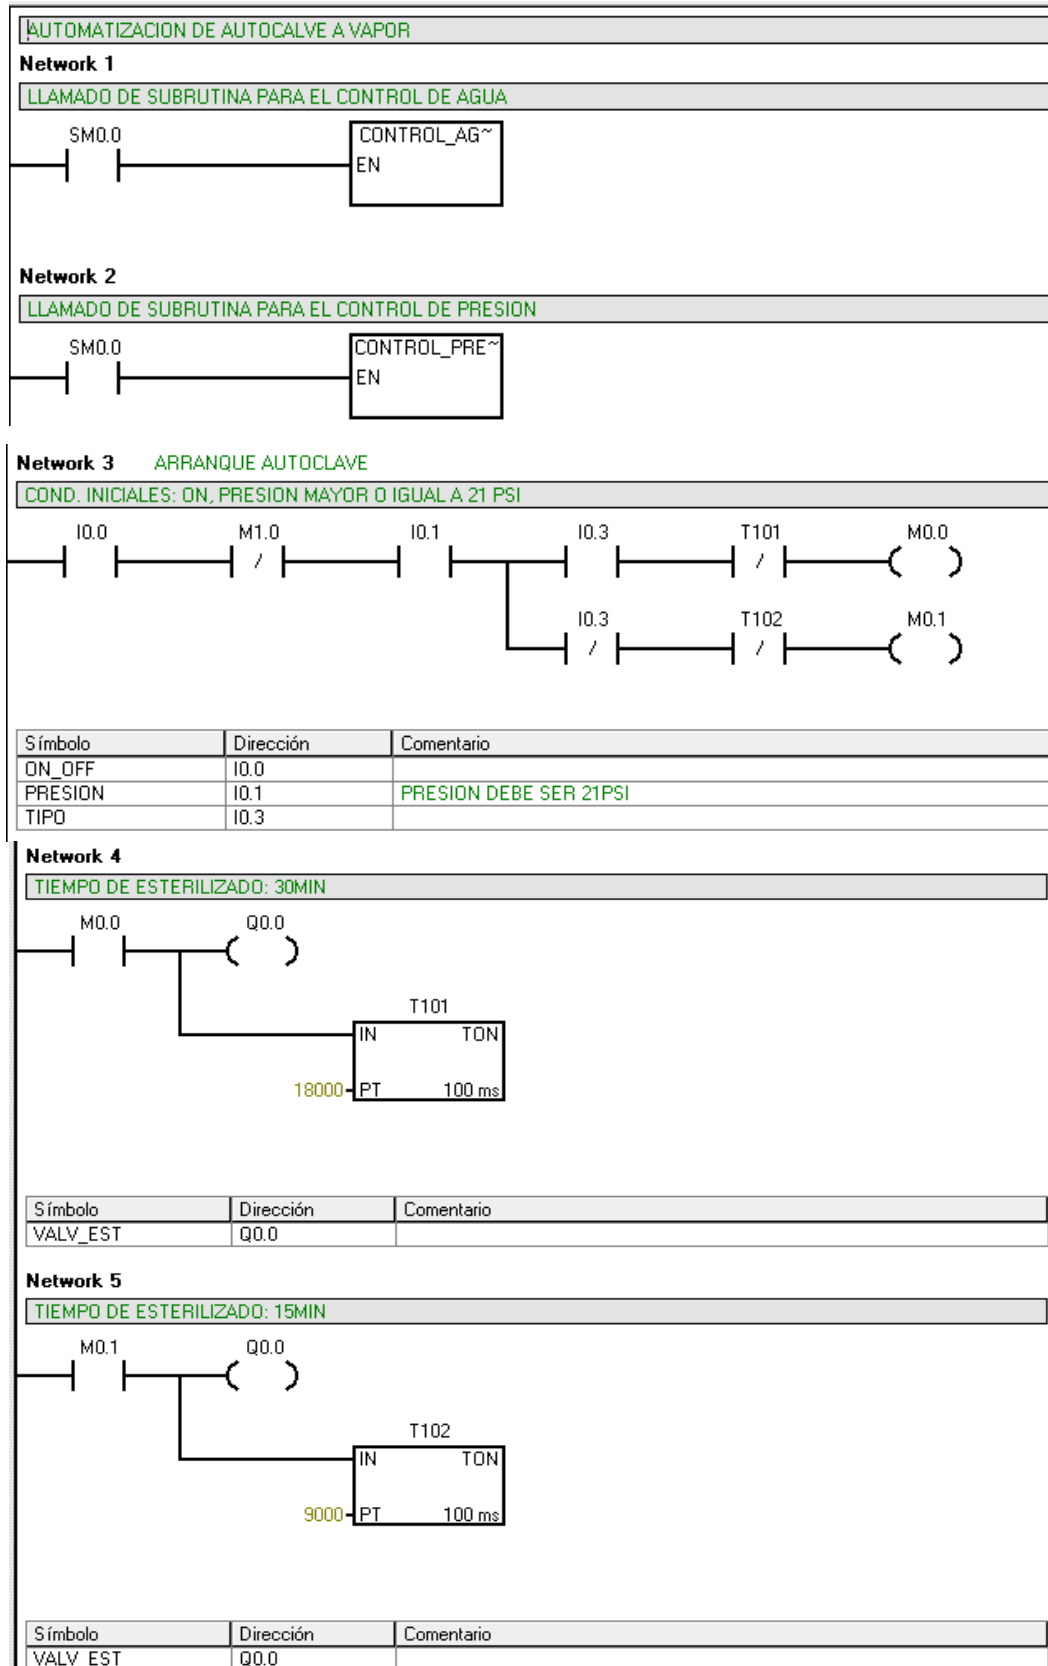 AUTOMATIZACION DE AUTOCALVE A VAPOR
Network 1
LLAMADO DE SUBRUTINA PARA EL CONTROL DE AGUA
SM0.0
CONTROL_AG~
EN
Network 2
LLAMADO DE SUBRUTINA PARA EL CONTROL DE PRESION
SM0.0
CONTROL_PRE~
EN
Network 3 ARRANQUE AUTOCLAVE
COND. INICIALES: ON, PRESION MAYOR O IGUAL A 21 PSI
I0.0 M1.0 I0.1 I0.3 T101 M0.0
/ /
I0.3 T102 M0.1
/ /
Símbolo Dirección Comentario
ON_OFF I0.0
PRESION I0.1 PRESION DEBE SER 21PSI
TIPO I0.3
Network 4
TIEMPO DE ESTERILIZADO: 30MIN
M0.0 Q0.0
T101
IN TON
18000 PT 100 ms
Símbolo Dirección Comentario
VALV_EST Q0.0
Network 5
TIEMPO DE ESTERILIZADO: 15MIN
M0.1 Q0.0
T102
IN TON
9000 PT 100 ms
Símbolo Dirección Comentario
VALV_EST Q0.0